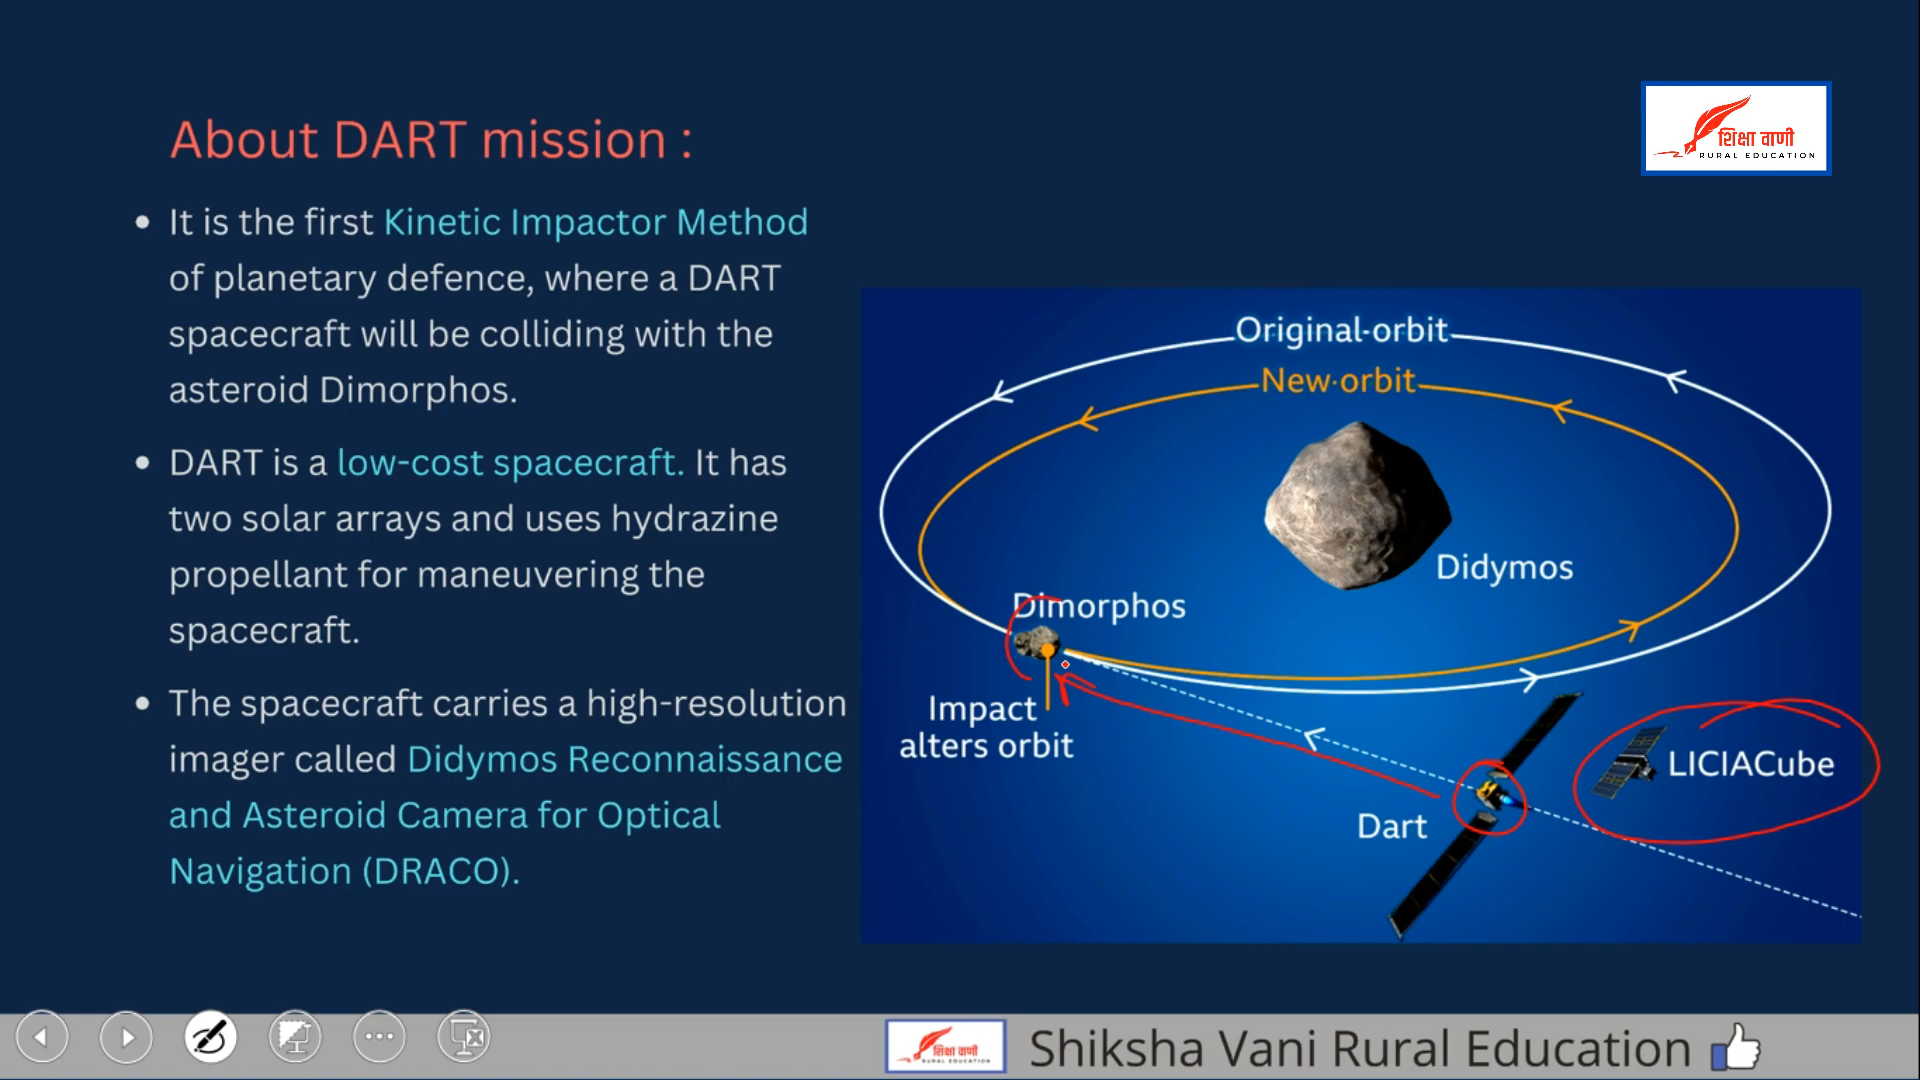 About DART mission :
शिक्षा वाणी
RURAL EDUCATION
It is the first Kinetic Impactor Method
of planetary defence, where a DART
spacecraft will be colliding with the
asteroid Dimorphos.
DART is a low-cost spacecraft. It has
two solar arrays and uses hydrazine
propellant for maneuvering the
spacecraft.
The spacecraft carries a high-resolution
imager called Didymos Reconnaissance
and Asteroid Camera for Optical
Navigation (DRACO).
Original orbit
New orbit
Didymos
Dimorphos
Impact
alters orbit
LICIACube
Dart
शिक्षा वाणी
RURAL EDUCATION
Shiksha Vani Rural Education